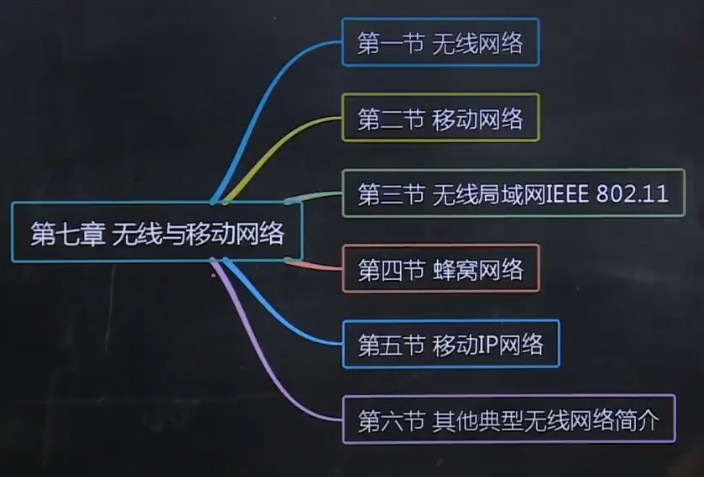 第一节 无线网络
第二节 移动网络
第三节 无线局域网IEEE 802.11
第七章 无线与移动网络
第四节 蜂窝网络
第五节 移动IP网络
第六节 其他典型无线网络简介